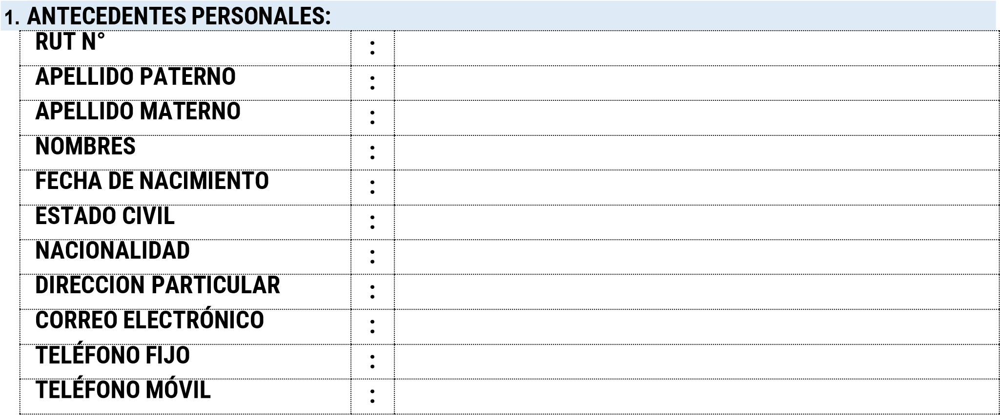 1. ANTECEDENTES PERSONALES:
RUT N° :
APELLIDO PATERNO :
APELLIDO MATERNO :
NOMBRES :
FECHA DE NACIMIENTO :
ESTADO CIVIL :
NACIONALIDAD :
DIRECCION PARTICULAR :
CORREO ELECTRÓNICO :
TELÉFONO FIJO :
TELÉFONO MÓVIL :